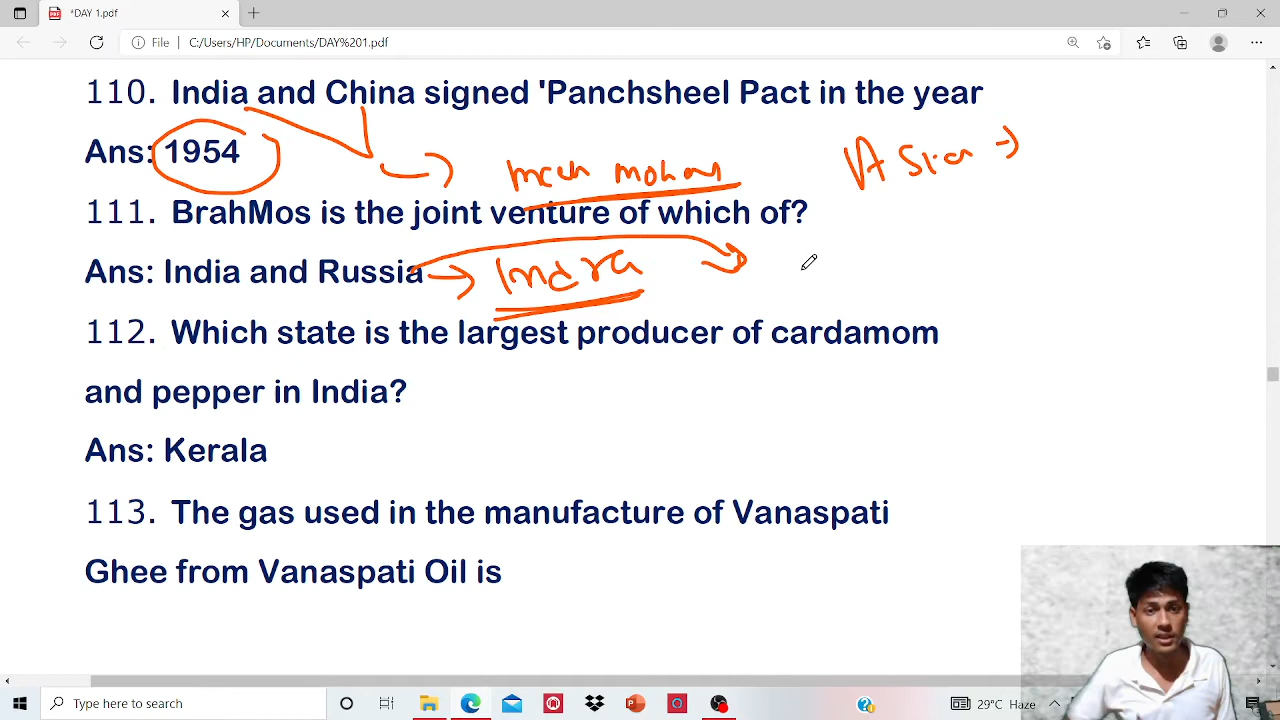 *DAY 1.pdf
File C:/Users/HP/Documents/DAY%201.pdf
110. India and China signed 'Panchsheel Pact in the year
Ans: 1954
mohan
Asia
111. BrahMos is the joint venture of which of?
Ans: India and Russia
Indra
112. Which state is the largest producer of cardamom
and pepper in India?
Ans: Kerala
113. The gas used in the manufacture of Vanaspati
Ghee from Vanaspati Oil is
Type here to search
29°C Haze